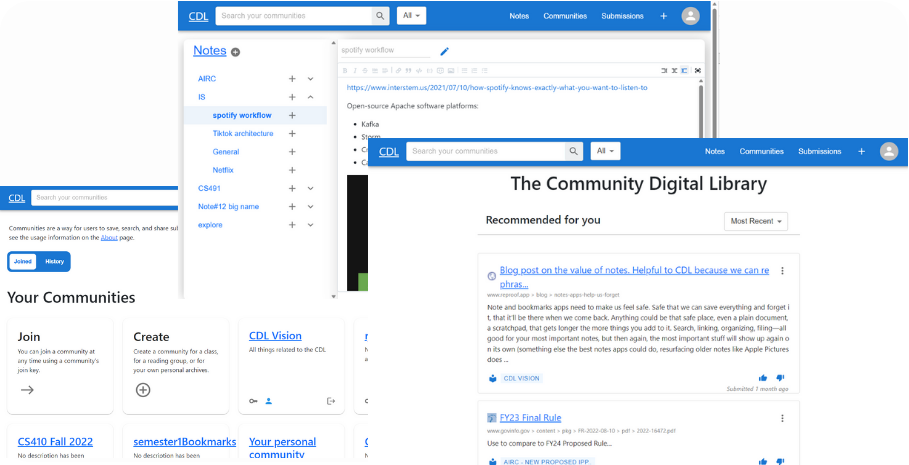 CDL
Search your communities
All
Notes
Communities
Submissions
Notes
AIRC
IS
spotify workflow
Tiktok architecture
General
Netflix
CS491
Note#12 big name
explore
spotify workflow
https://www.interstem.us/2021/07/10/how-spotify-knows-exactly-what-you-want-to-listen-to
Open-source Apache software platforms:
Kafka
CDL
Search your communities
Communities are a way for users to save, search, and share
see the usage information on the About page.
Joined
History
Your Communities
Join
You can join a community at
any time using a community's
join key.
Create
Create a community for a class,
for a reading group, or for
your own personal archives.
CDL Vision
All things related to the CDL
CS410 Fall 2022
No description has been
semester1Bookmarks
No description has been
Your personal
community
CDL
Search your communities
All
Notes
Communities
Submissions
The Community Digital Library
Recommended for you
Most Recent
Blog post on the value of notes. Helpful to CDL because we can re
phras...
www.reproof.app > blog > notes-apps-help-us-forget
Note and bookmarks apps need to make us feel safe. Safe that we can save everything and forget i
t, that it'll be there when we come back. Anything could be that safe place, even a plain document,
a scratchpad, that gets longer the more things you add to it. Search, linking, organizing, filing—all
good for your most important notes, but then again, the most important stuff will show up again o
n its own (something else the best notes apps could do, resurfacing older notes like Apple Pictures
does ...
CDL VISION
Submitted 1 month ago
FY23 Final Rule
www.govinfo.gov > content > pkg > FR-2022-08-10 > pdf > 2022-16472.pdf
Use to compare to FY24 Proposed Rule...
AIRC - NEW PROPOSED IPP...